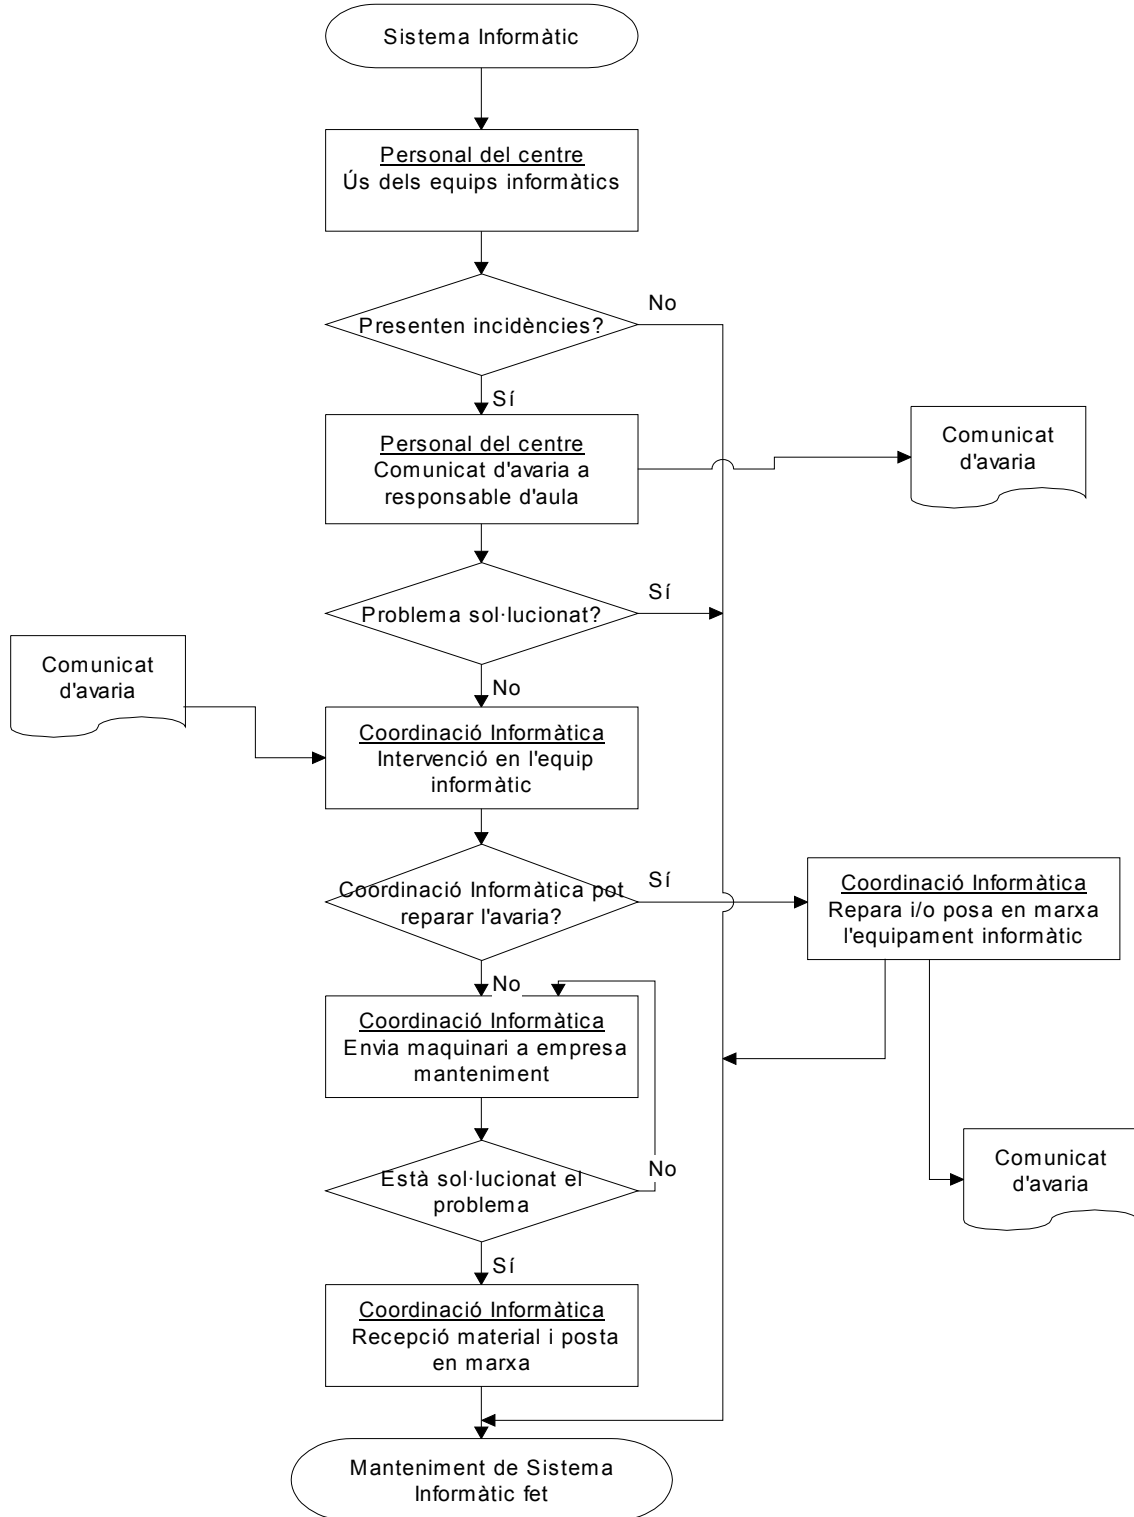 Sistema Informàtic
Personal del centre
Ús dels equips informàtics
No
Presenten incidències?
Sí
Personal del centre
Comunicat d'avaria a
responsable d'aula
Comunicat
d'avaria
Sí
Problema sol·lucionat?
No
Comunicat
d'avaria
Coordinació Informàtica
Intervenció en l'equip
informàtic
Sí
Coordinació Informàtica pot
reparar l'avaria?
Coordinació Informàtica
Repara i/o posa en marxa
l'equipament informàtic
No
Coordinació Informàtica
Envia maquinari a empresa
manteniment
No
Està sol·lucionat el
problema
Comunicat
d'avaria
Sí
Coordinació Informàtica
Recepció material i posta
en marxa
Manteniment de Sistema
Informàtic fet